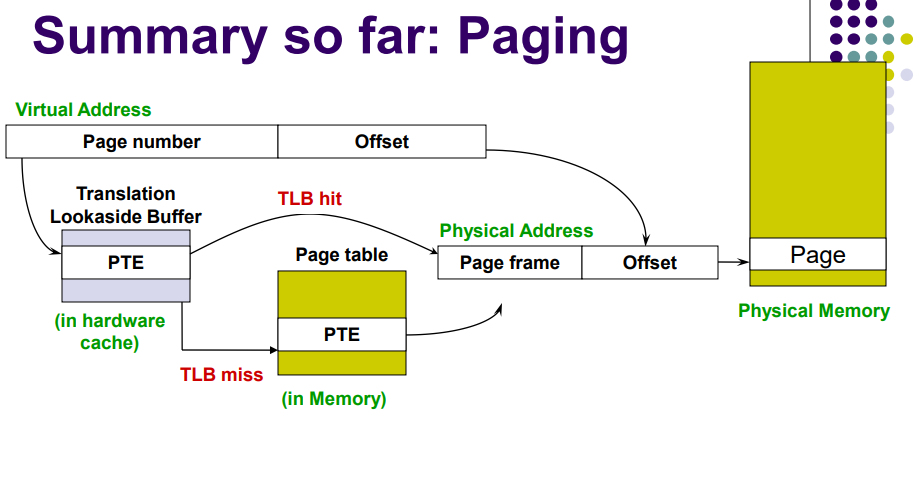 Summary so far: Paging
Virtual Address
Page number
Offset
Translation
Lookaside Buffer
TLB hit
PTE
Page table
Physical Address
Page frame
Offset
Page
(in hardware
cache)
PTE
TLB miss
(in Memory)
Physical Memory